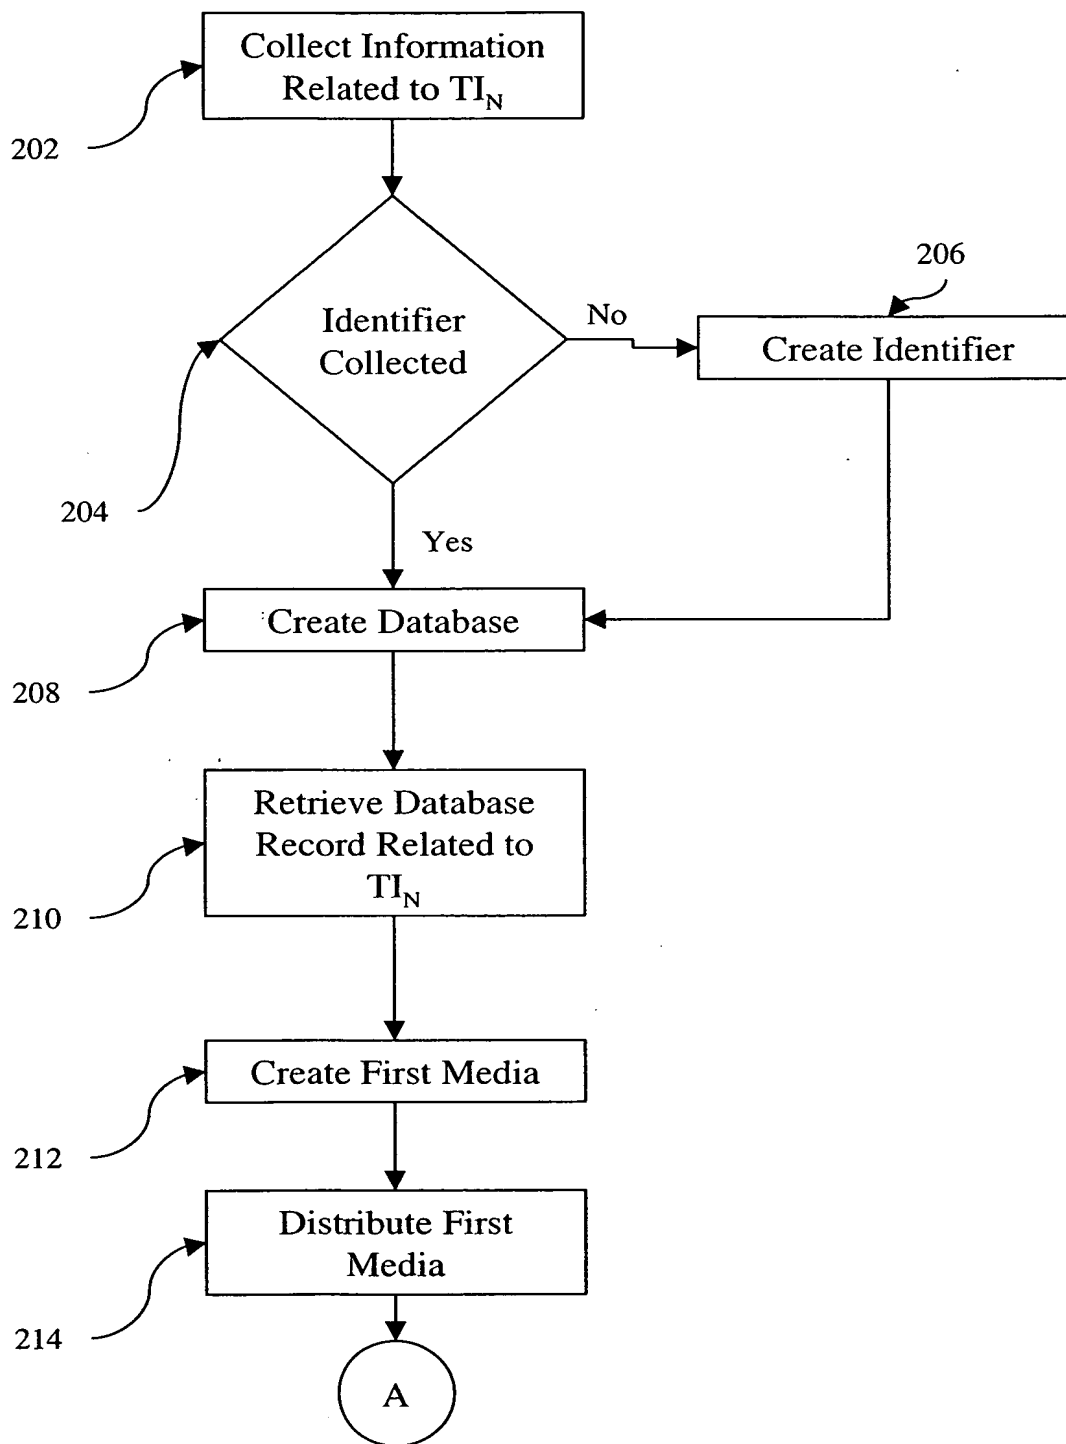 Collect Information
Related to TI_N
202
206
Identifier
Collected
No
Create Identifier
204
Yes
Create Database
208
Retrieve Database
Record Related to
TI_N
210
Create First Media
212
Distribute First
Media
214
A